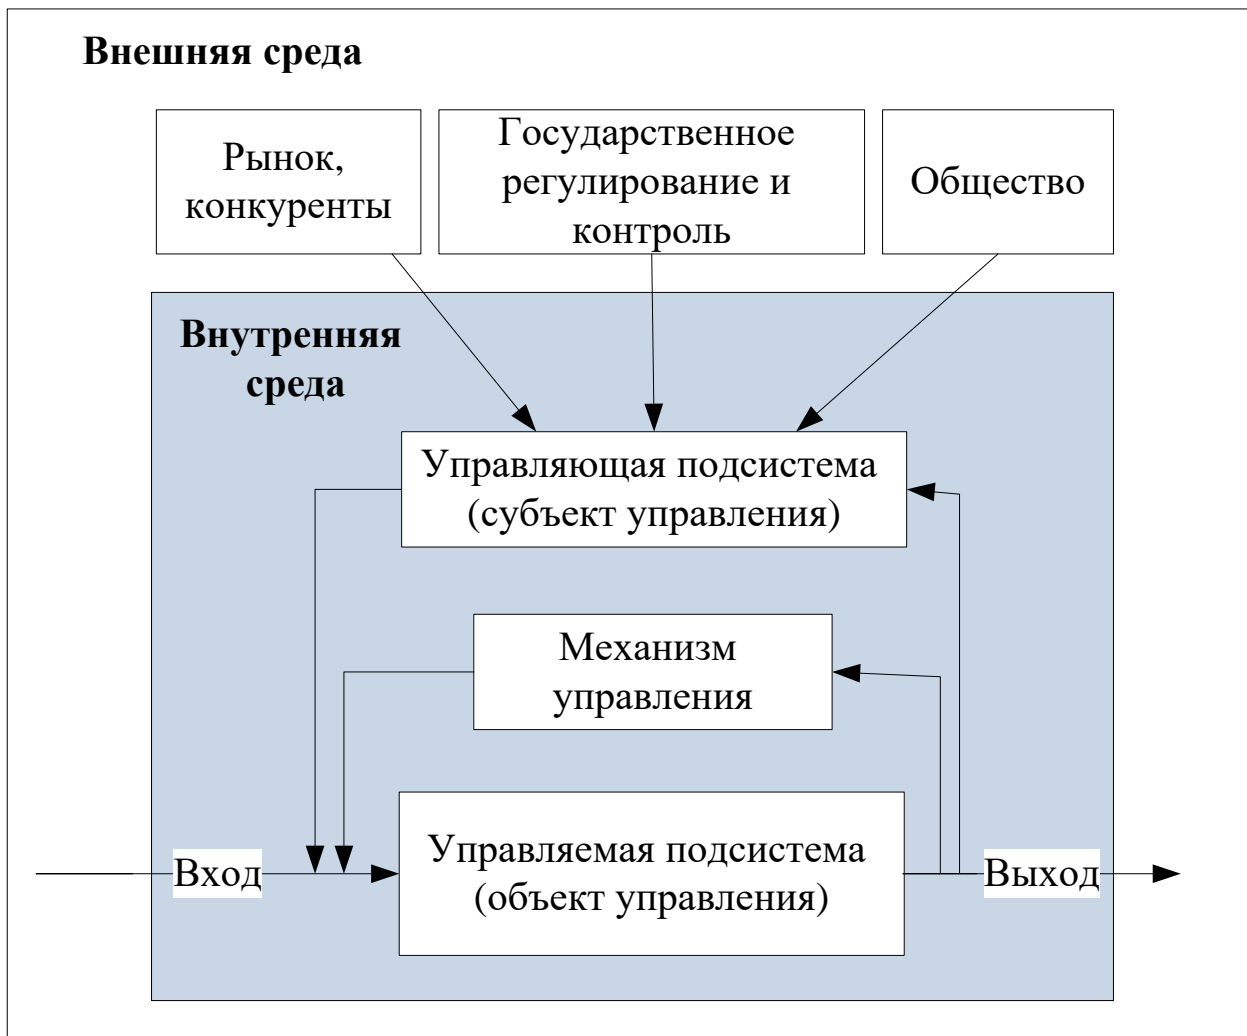 Внешняя среда
Рынок,
конкуренты
Государственное
регулирование и
контроль
Общество
Внутренняя
среда
Управляющая подсистема
(субъект управления)
Механизм
управления
Управляемая подсистема
(объект управления)
Вход
Выход